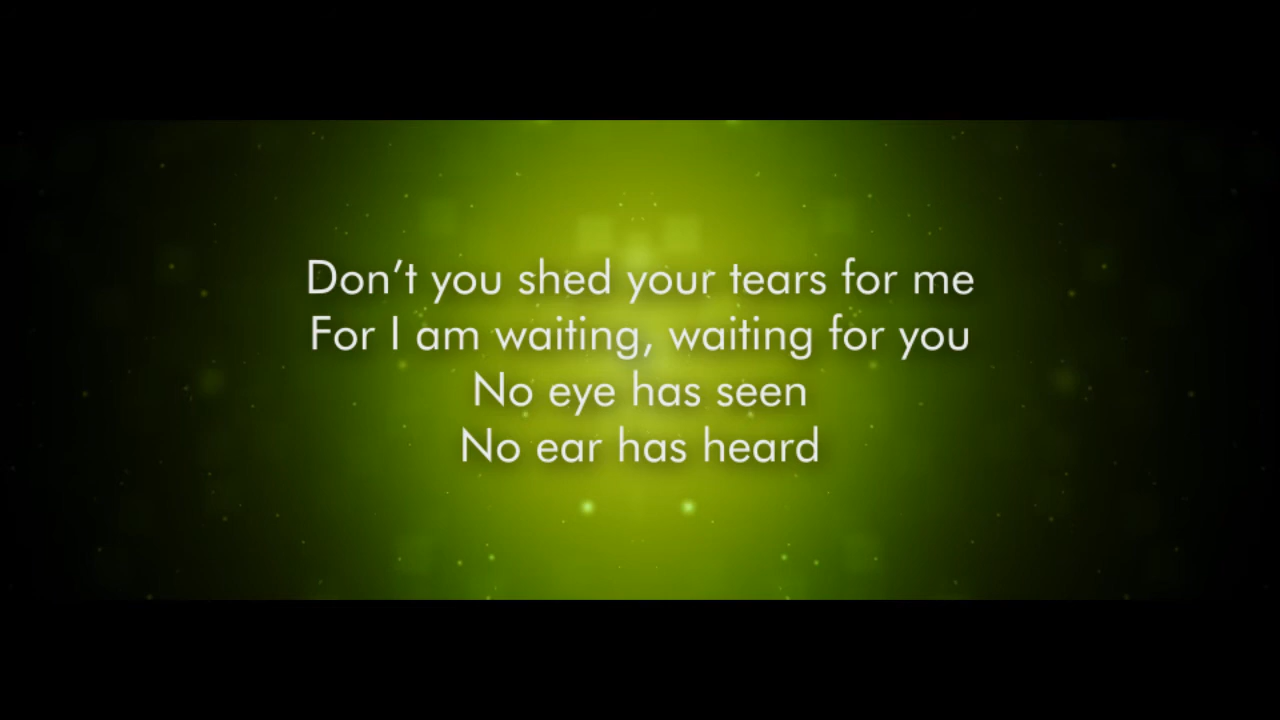 Don’t you shed your tears for me
For I am waiting, waiting for you
No eye has seen
No ear has heard